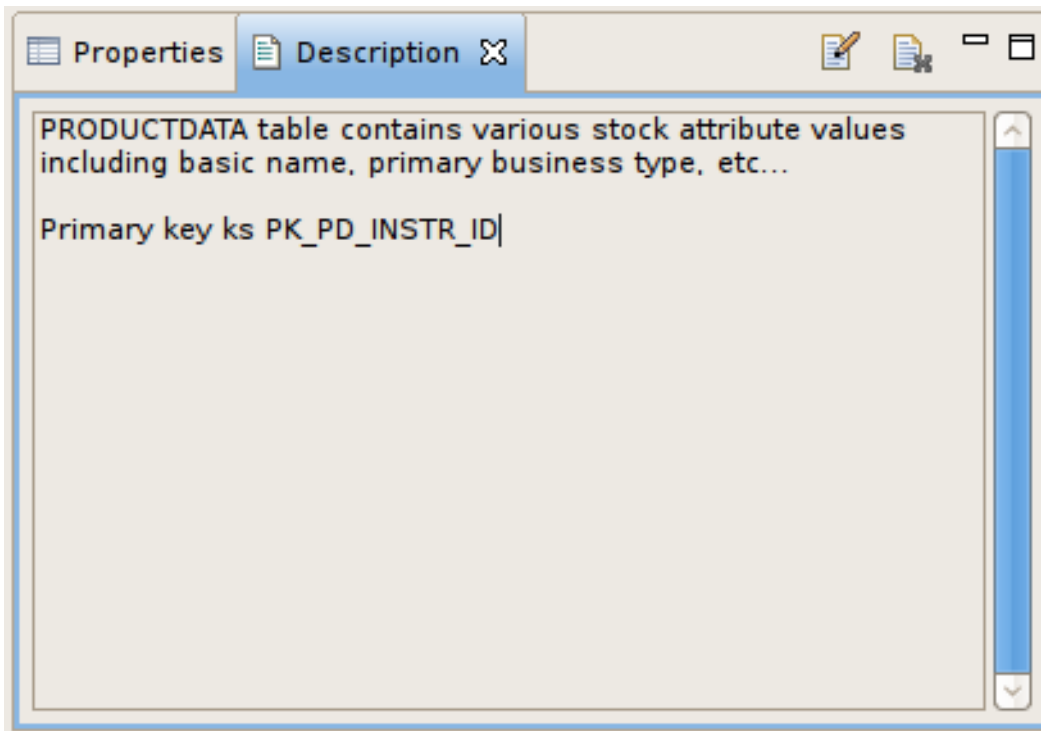 Properties
Description
PRODUCTDATA table contains various stock attribute values
including basic name, primary business type, etc...
Primary key ks PK_PD_INSTR_ID